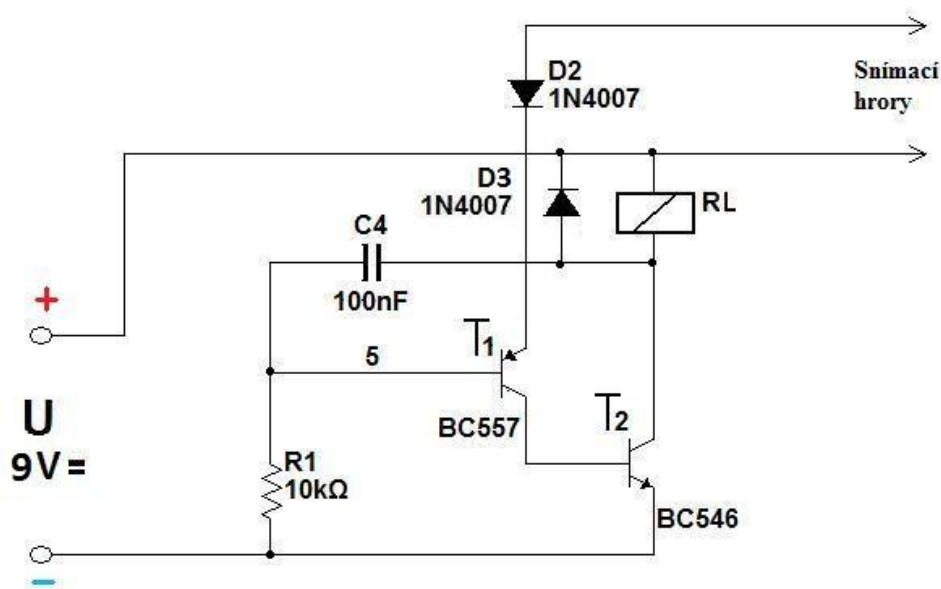 D2
1N4007
Snímací
hrory
D3
1N4007
RL
C4
100nF
+
5
T1
BC557
T2
U
9V=
R1
10kΩ
BC546
−